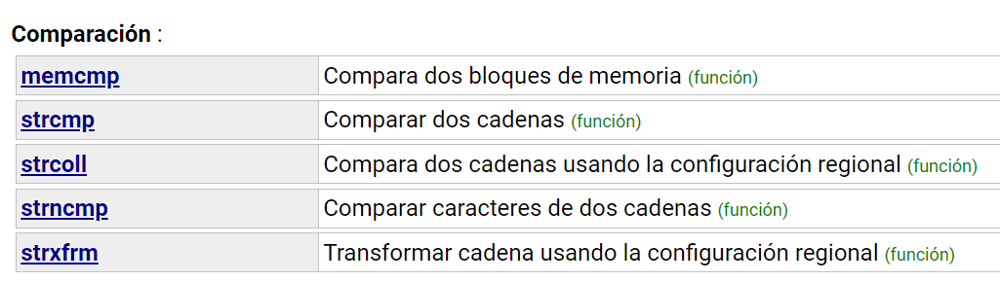 Comparación :
memcmp Compara dos bloques de memoria (función)
strcmp Comparar dos cadenas (función)
strcoll Compara dos cadenas usando la configuración regional (función)
strncmp Comparar caracteres de dos cadenas (función)
strxfrm Transformar cadena usando la configuración regional (función)